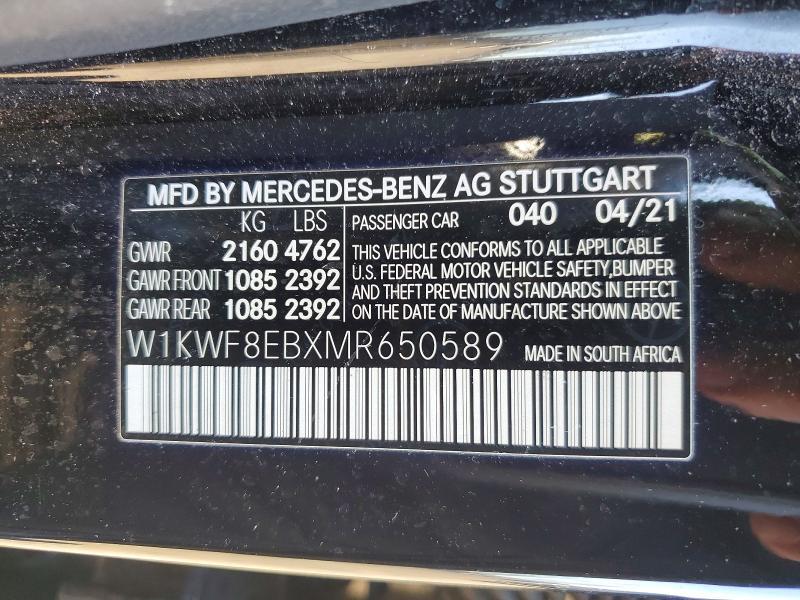 MFD BY MERCEDES-BENZ AG STUTTGART
KG LBS PASSENGER CAR 040 04/21
GVWR 2160 4762 THIS VEHICLE CONFORMS TO ALL APPLICABLE
GAWR FRONT 1085 2392 U.S. FEDERAL MOTOR VEHICLE SAFETY,BUMPER
GAWR REAR 1085 2392 AND THEFT PREVENTION STANDARDS IN EFFECT
ON THE DATE OF MANUFACTURE SHOWN ABOVE
W1KWF8EBXMR650589 MADE IN SOUTH AFRICA